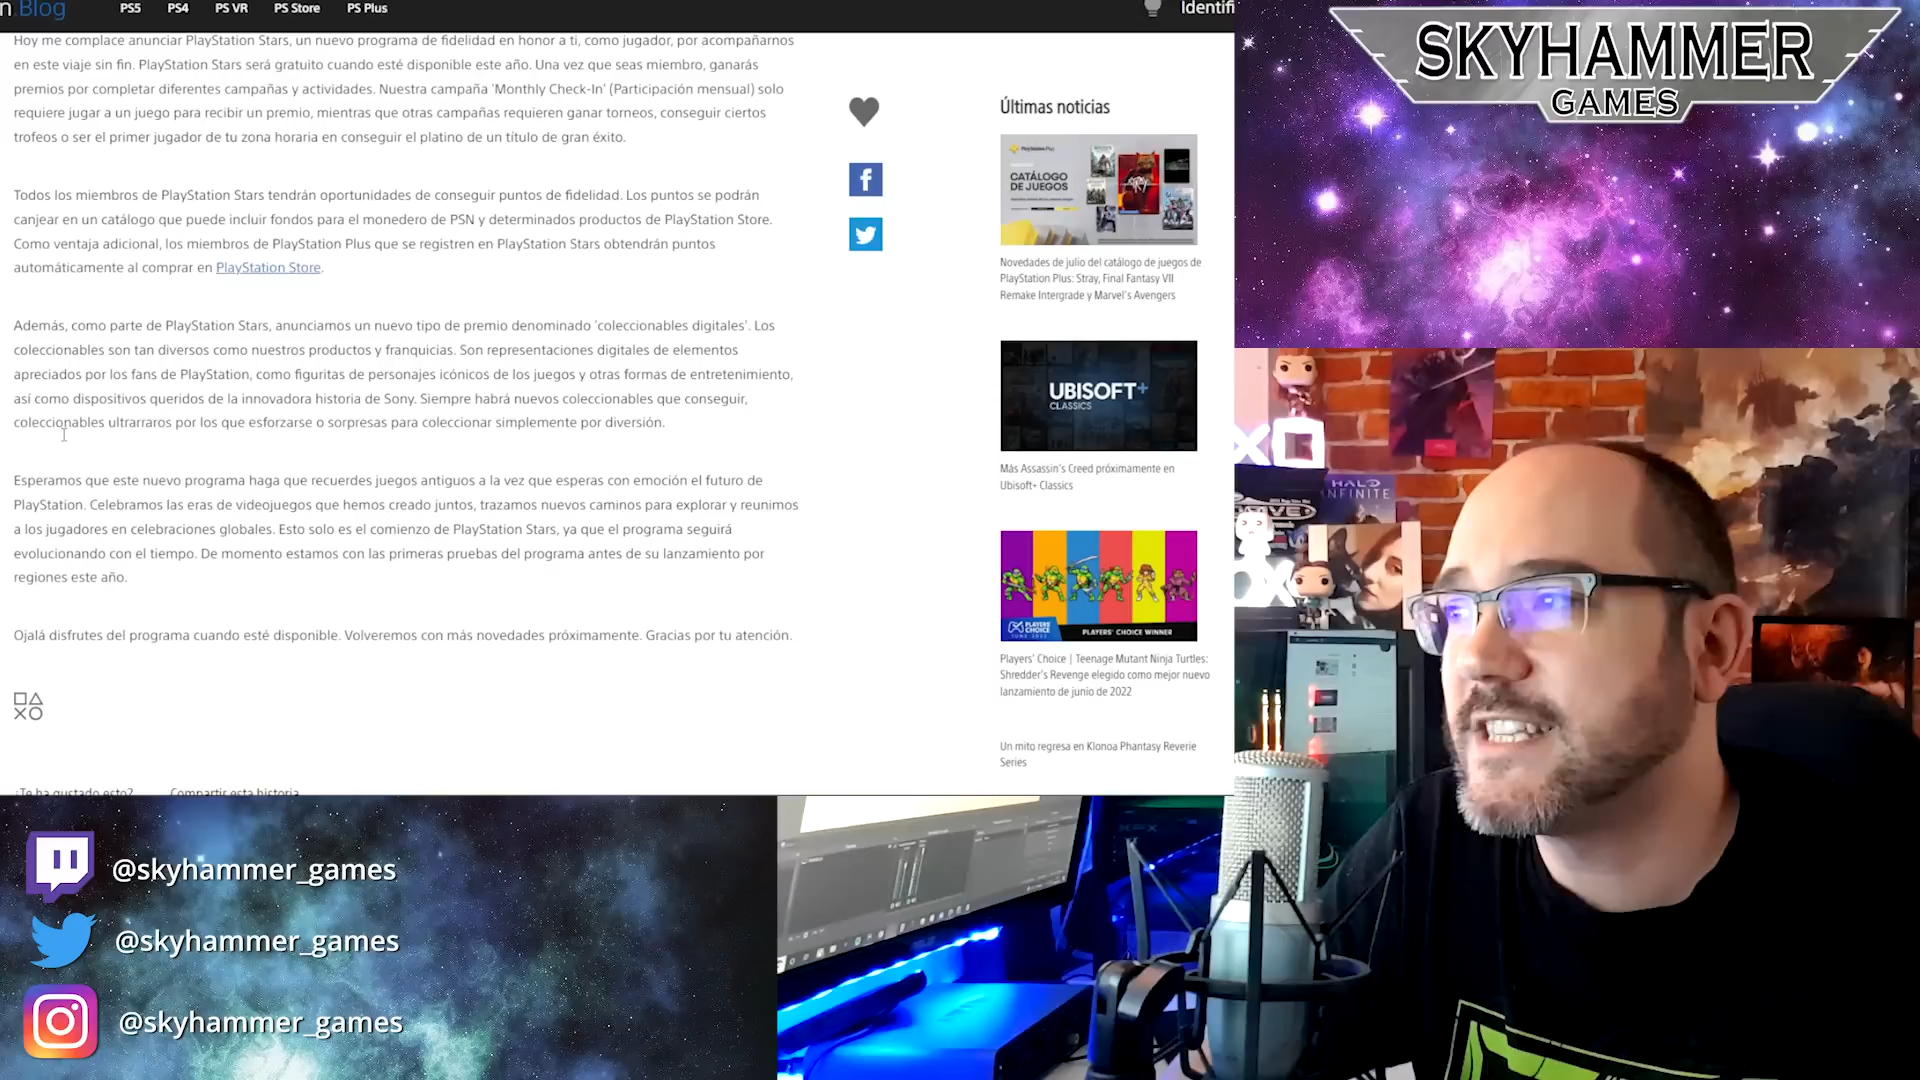 n.Blog
PS5 PS4 PS VR PS Store PS Plus
Identifi
Hoy me complace anunciar PlayStation Stars, un nuevo programa de fidelidad en honor a ti, como jugador, por acompañarnos
en este viaje sin fin. PlayStation Stars será gratuito cuando esté disponible este año. Una vez que seas miembro, ganarás
premios por completar diferentes campañas y actividades. Nuestra campaña 'Monthly Check-In' (Participación mensual) solo
requiere jugar a un juego para recibir un premio, mientras que otras campañas requieren ganar torneos, conseguir ciertos
trofeos o ser el primer jugador de tu zona horaria en conseguir el platino de un título de gran éxito.
Todos los miembros de PlayStation Stars tendrán oportunidades de conseguir puntos de fidelidad. Los puntos se podrán
canjear en un catálogo que puede incluir fondos para el monedero de PSN y determinados productos de PlayStation Store.
Como ventaja adicional, los miembros de PlayStation Plus que se registren en PlayStation Stars obtendrán puntos
automáticamente al comprar en PlayStation Store.
Además, como parte de PlayStation Stars, anunciamos un nuevo tipo de premio denominado 'coleccionables digitales'. Los
coleccionables son tan diversos como nuestros productos y franquicias. Son representaciones digitales de elementos
apreciados por los fans de PlayStation, como figuritas de personajes icónicos de los juegos y otras formas de entretenimiento,
así como dispositivos queridos de la innovadora historia de Sony. Siempre habrá nuevos coleccionables que conseguir,
coleccionables ultrarraros por los que esforzarse o sorpresas para coleccionar simplemente por diversión.
Esperamos que este nuevo programa haga que recuerdes juegos antiguos a la vez que esperas con emoción el futuro de
PlayStation. Celebramos las eras de videojuegos que hemos creado juntos, trazamos nuevos caminos para explorar y reunimos
a los jugadores en celebraciones globales. Esto solo es el comienzo de PlayStation Stars, ya que el programa seguirá
evolucionando con el tiempo. De momento estamos con las primeras pruebas del programa antes de su lanzamiento por
regiones este año.
Ojalá disfrutes del programa cuando esté disponible. Volveremos con más novedades próximamente. Gracias por tu atención.
¿Te ha gustado esto? Compartir esta historia
Últimas noticias
PlayStation Plus
CATÁLOGO
DE JUEGOS
Novedades de julio del catálogo de juegos de
PlayStation Plus: Stray, Final Fantasy VII
Remake Intergrade y Marvel's Avengers
UBISOFT+
CLASSICS
Más Assassin's Creed próximamente en
Ubisoft+ Classics
PLAYERS'
CHOICE
JUNE 2022
PLAYERS' CHOICE WINNER
Players' Choice | Teenage Mutant Ninja Turtles:
Shredder's Revenge elegido como mejor nuevo
lanzamiento de junio de 2022
Un mito regresa en Klonoa Phantasy Reverie
Series
SKYHAMMER
GAMES
HALO
INFINITE
@skyhammer_games
@skyhammer_games
@skyhammer_games